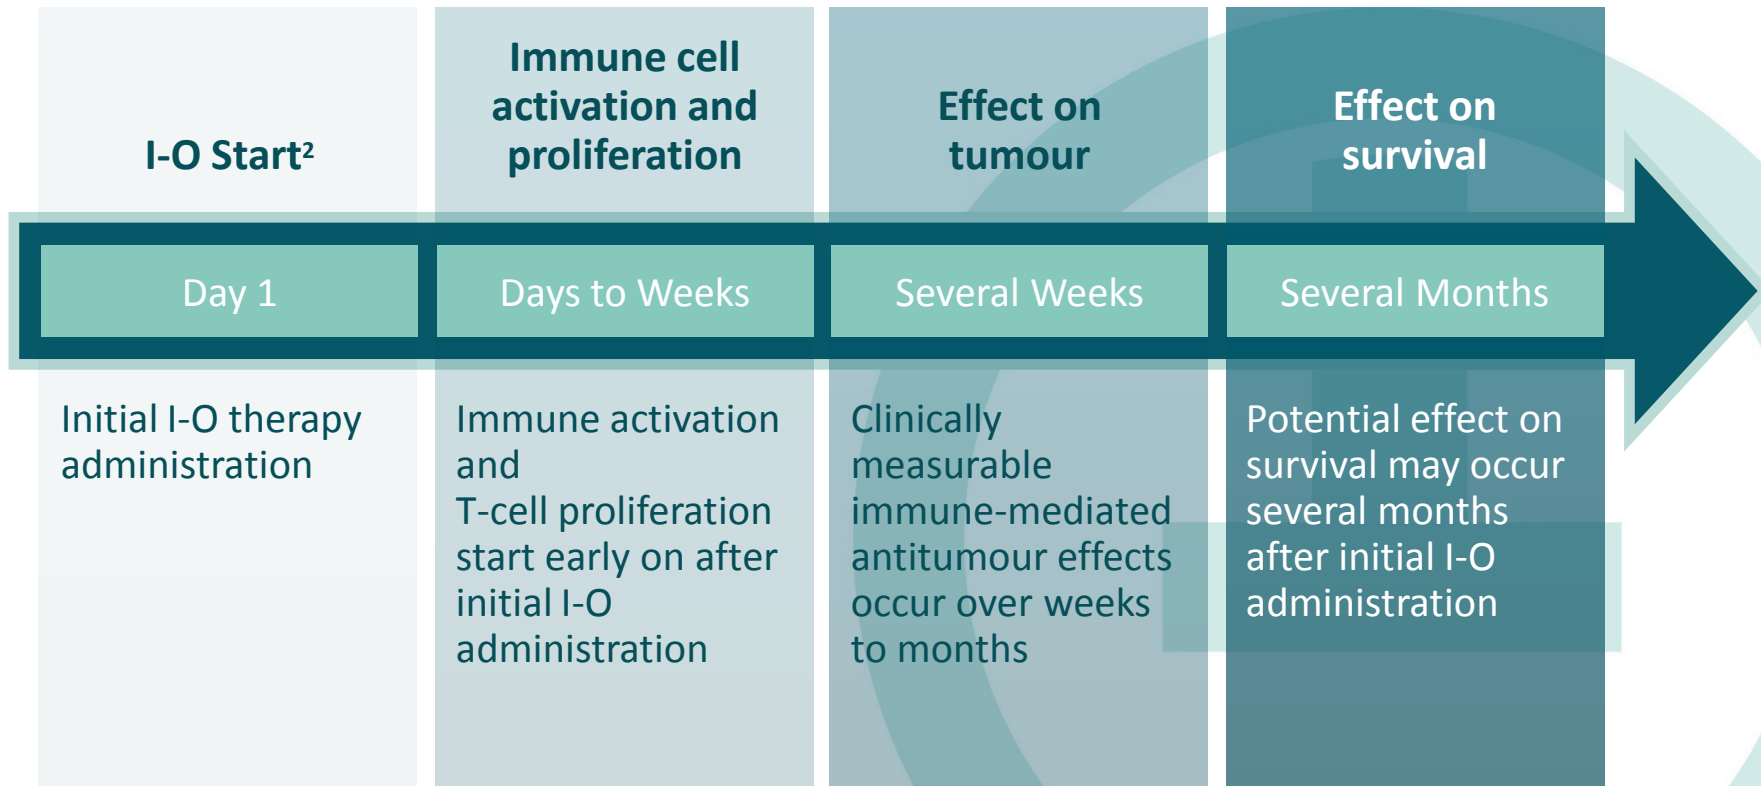 I-O Start²
Immune cell
activation and
proliferation
Effect on
tumour
Effect on
survival
Day 1
Days to Weeks
Several Weeks
Several Months
Initial I-O therapy
administration
Immune activation
and
T-cell proliferation
start early on after
initial I-O
administration
Clinically
measurable
immune-mediated
antitumour effects
occur over weeks
to months
Potential effect on
survival may occur
several months
after initial I-O
administration